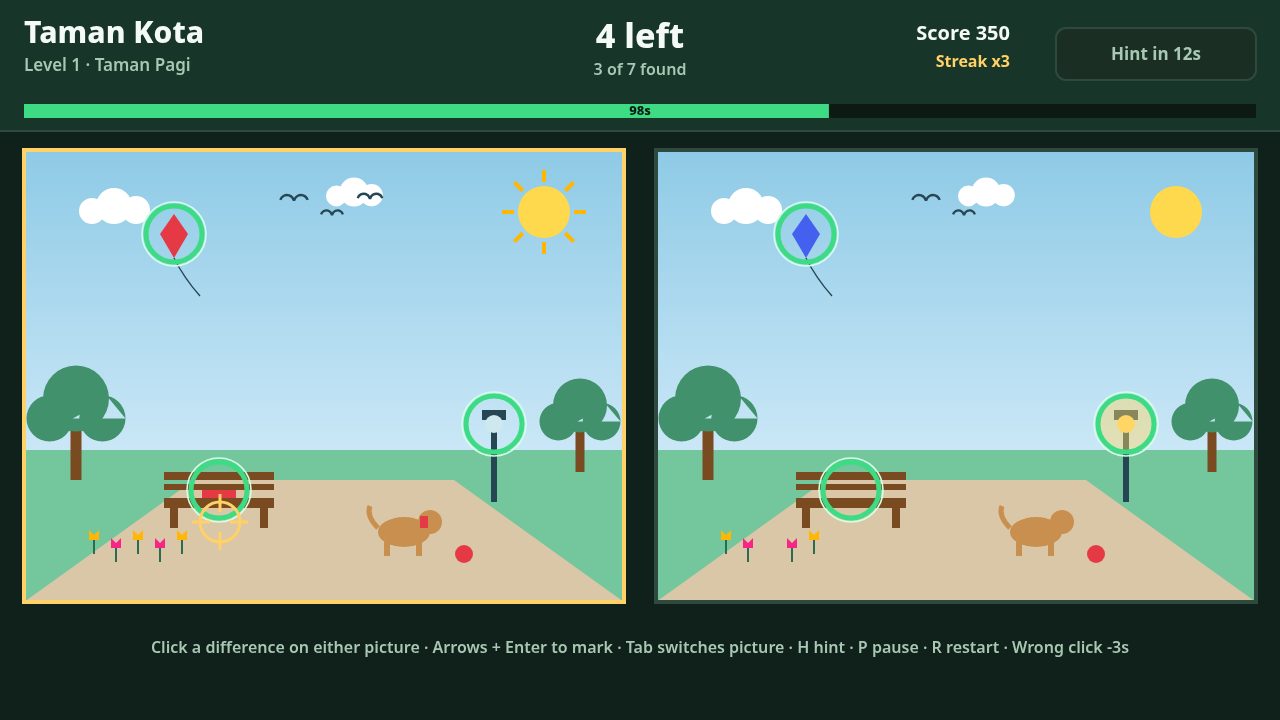 Taman Kota
Level 1 · Taman Pagi
4 left
3 of 7 found
Score 350
Streak x3
Hint in 12s
98s
Click a difference on either picture · Arrows + Enter to mark · Tab switches picture · H hint · P pause · R restart · Wrong click -3s